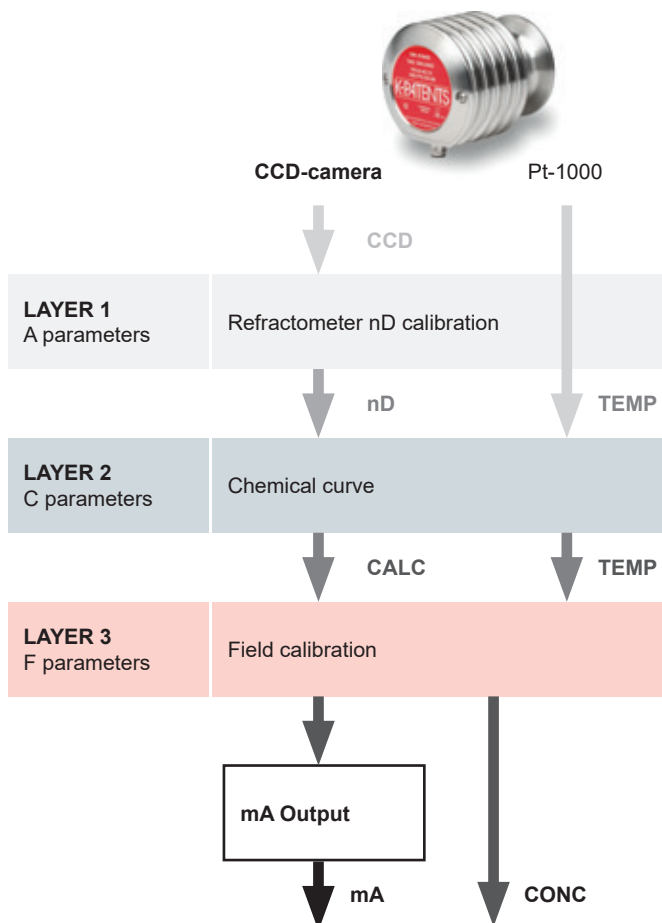 K-PATENTS
CCD-camera
Pt-1000
CCD
LAYER 1
A parameters
Refractometer nD calibration
nD
TEMP
LAYER 2
C parameters
Chemical curve
CALC
TEMP
LAYER 3
F parameters
Field calibration
mA Output
mA
CONC